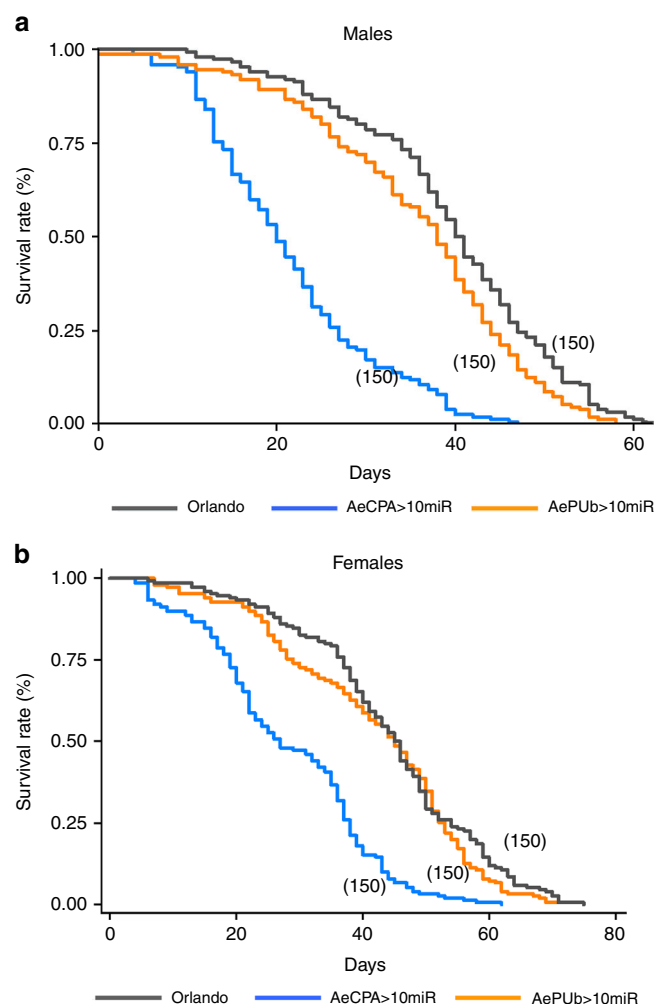 a
Males
Survival rate (%)
1.00
0.75
0.50
0.25
0.00
(150)
(150)
(150)
0 20 40 60
Days
Orlando AeCPA>10miR AePUb>10miR
b
Females
Survival rate (%)
1.00
0.75
0.50
0.25
0.00
(150)
(150)
(150)
0 20 40 60 80
Days
Orlando AeCPA>10miR AePUb>10miR